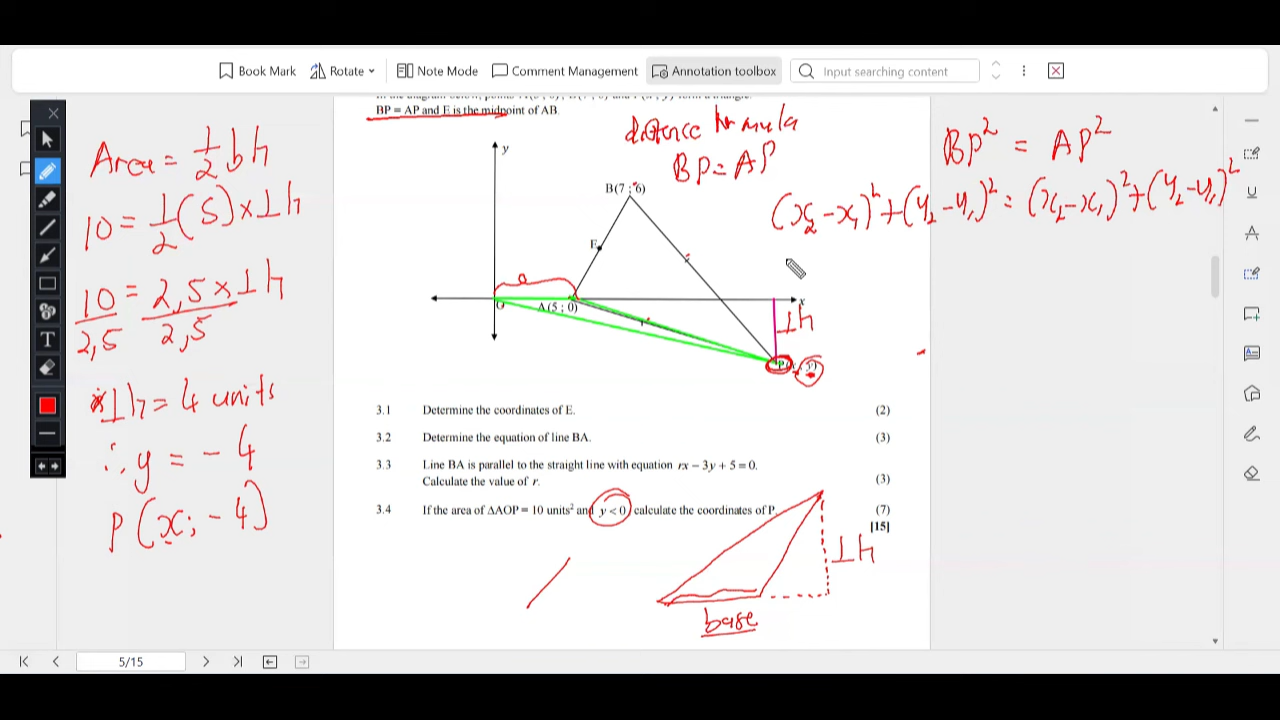 Book Mark Rotate Note Mode Comment Management Annotation toolbox Input searching content
BP = AP and E is the midpoint of AB.
distance formula
BP = AP
BP² = AP²
(x₂ - x₁)² + (y₂ - y₁)² = (x₂ - x₁)² + (y₂ - y₁)²
Area = 1/2 bh
10 = 1/2 (5) × ⊥h
10 = 2,5 × ⊥h
2,5 2,5
⊥h = 4 units
∴ y = - 4
P(x; - 4)
y
B(7 ; 6)
E
O
A(5 ; 0)
x
⊥h
P
3.1 Determine the coordinates of E. (2)
3.2 Determine the equation of line BA. (3)
3.3 Line BA is parallel to the straight line with equation rx − 3y + 5 = 0.
Calculate the value of r. (3)
3.4 If the area of ΔAOP = 10 units² and y < 0 calculate the coordinates of P. (7)
[15]
⊥h
base
5/15
T